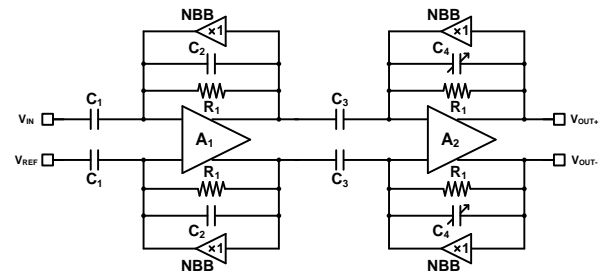 NBB NBB
×1 ×1
C2 C4
R1 R1
C1 C3
VIN A1 A2 VOUT+
VREF VOUT-
C1 C3
R1 R1
C2 C4
×1 ×1
NBB NBB